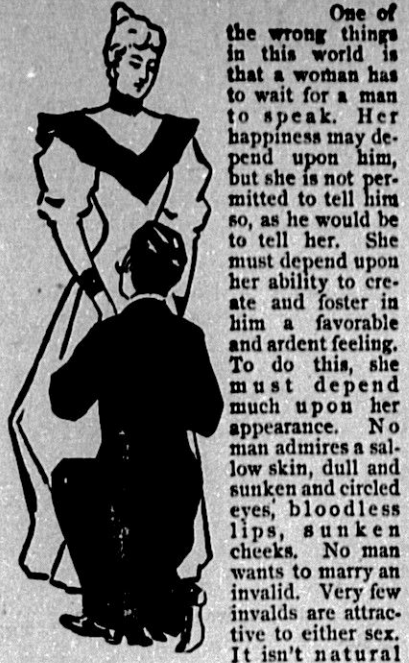 One of
the wrong things
in this world is
that a woman has
to wait for a man
to speak. Her
happiness may de-
pend upon him,
but she is not per-
mitted to tell him
so, as he would be
to tell her. She
must depend upon
her ability to cre-
ate and foster in
him a favorable
and ardent feeling.
To do this, she
must depend
much upon her
appearance. No
man admires a sal-
low skin, dull and
sunken and circled
eyes, bloodless
lips, sunken
cheeks. No man
wants to marry an
invalid. Very few
invalds are attrac-
tive to either sex.
It isn't natural